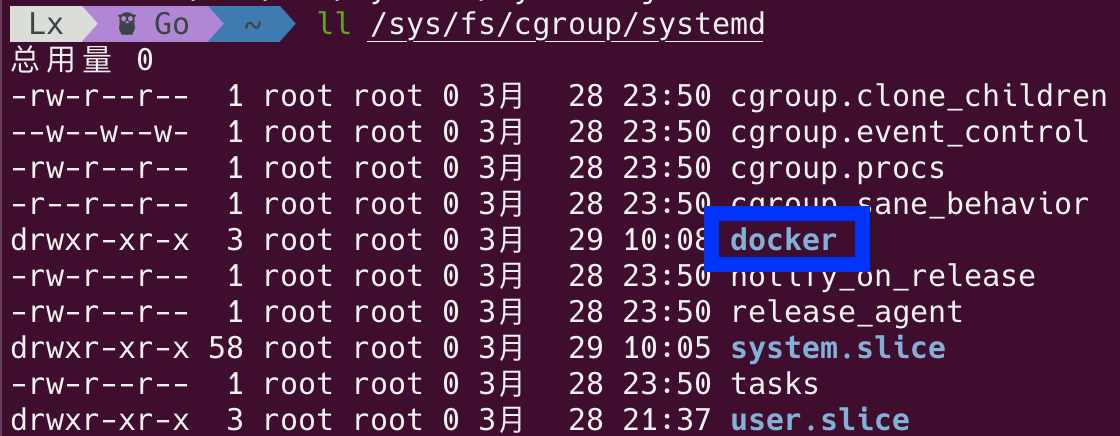 Lx Go ~ ll /sys/fs/cgroup/systemd
总用量 0
-rw-r--r-- 1 root root 0 3月 28 23:50 cgroup.clone_children
--w--w--w- 1 root root 0 3月 28 23:50 cgroup.event_control
-rw-r--r-- 1 root root 0 3月 28 23:50 cgroup.procs
-r--r--r-- 1 root root 0 3月 28 23:50 cgroup.sane_behavior
drwxr-xr-x 3 root root 0 3月 29 10:08 docker
-rw-r--r-- 1 root root 0 3月 28 23:50 notify_on_release
-rw-r--r-- 1 root root 0 3月 28 23:50 release_agent
drwxr-xr-x 58 root root 0 3月 29 10:05 system.slice
-rw-r--r-- 1 root root 0 3月 28 23:50 tasks
drwxr-xr-x 3 root root 0 3月 28 21:37 user.slice